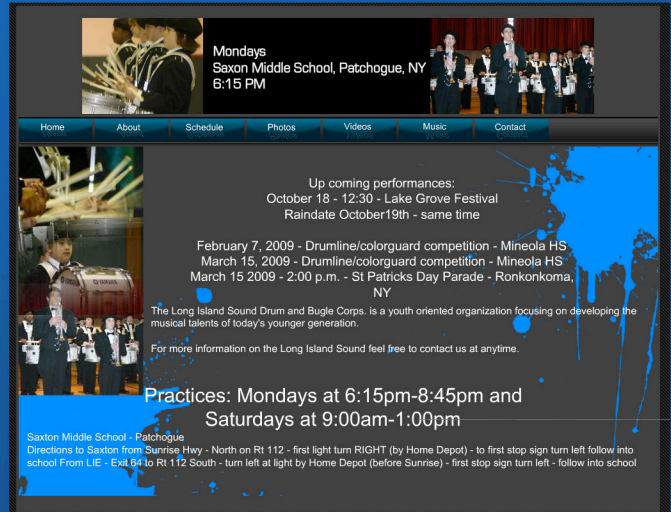 Mondays
Saxon Middle School, Patchogue, NY
6:15 PM
Home About Schedule Photos Videos Music Contact
Up coming performances:
October 18 - 12:30 - Lake Grove Festival
Raindate October19th - same time
February 7, 2009 - Drumline/colorguard competition - Mineola HS
March 15, 2009 - Drumline/colorguard competition - Mineola HS
March 15 2009 - 2:00 p.m. - St Patricks Day Parade - Ronkonkoma,
NY
The Long Island Sound Drum and Bugle Corps. is a youth oriented organization focusing on developing the
musical talents of today's younger generation.
For more information on the Long Island Sound feel free to contact us at anytime.
Practices: Mondays at 6:15pm-8:45pm and
Saturdays at 9:00am-1:00pm
Saxton Middle School - Patchogue
Directions to Saxton from Sunrise Hwy - North on Rt 112 - first light turn RIGHT (by Home Depot) - to first stop sign turn left follow into
school From LIE - Exit 64 to Rt 112 South - turn left at light by Home Depot (before Sunrise) - first stop sign turn left - follow into school